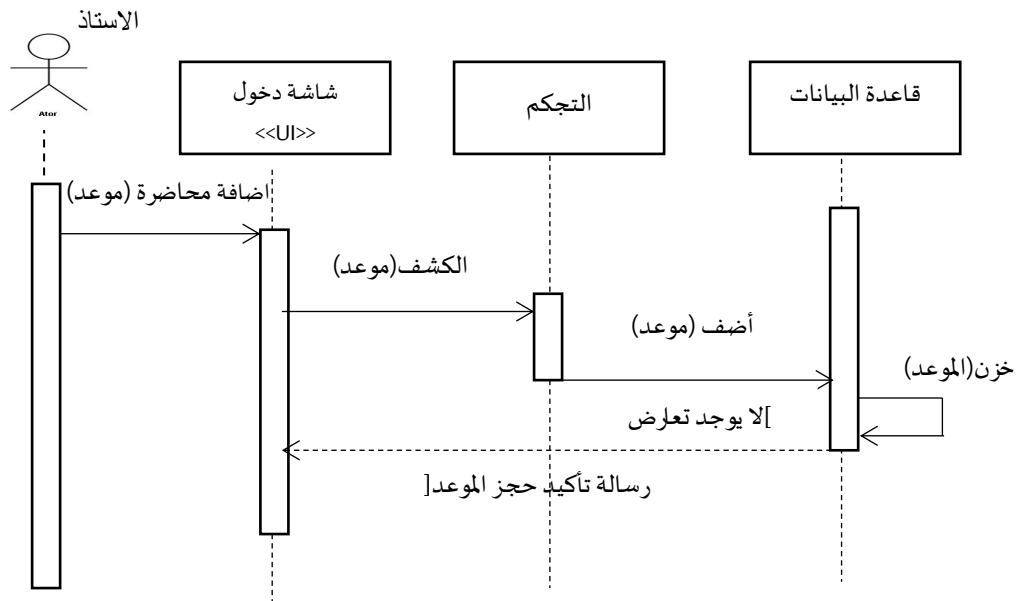 الاستاذ
Ator
شاشة دخول
<<UI>>
التجكم
قاعدة البيانات
اضافة محاضرة (موعد)
الكشف(موعد)
أضف (موعد)
خزن(الموعد)
]لا يوجد تعارض
رسالة تأكيد حجز الموعد[